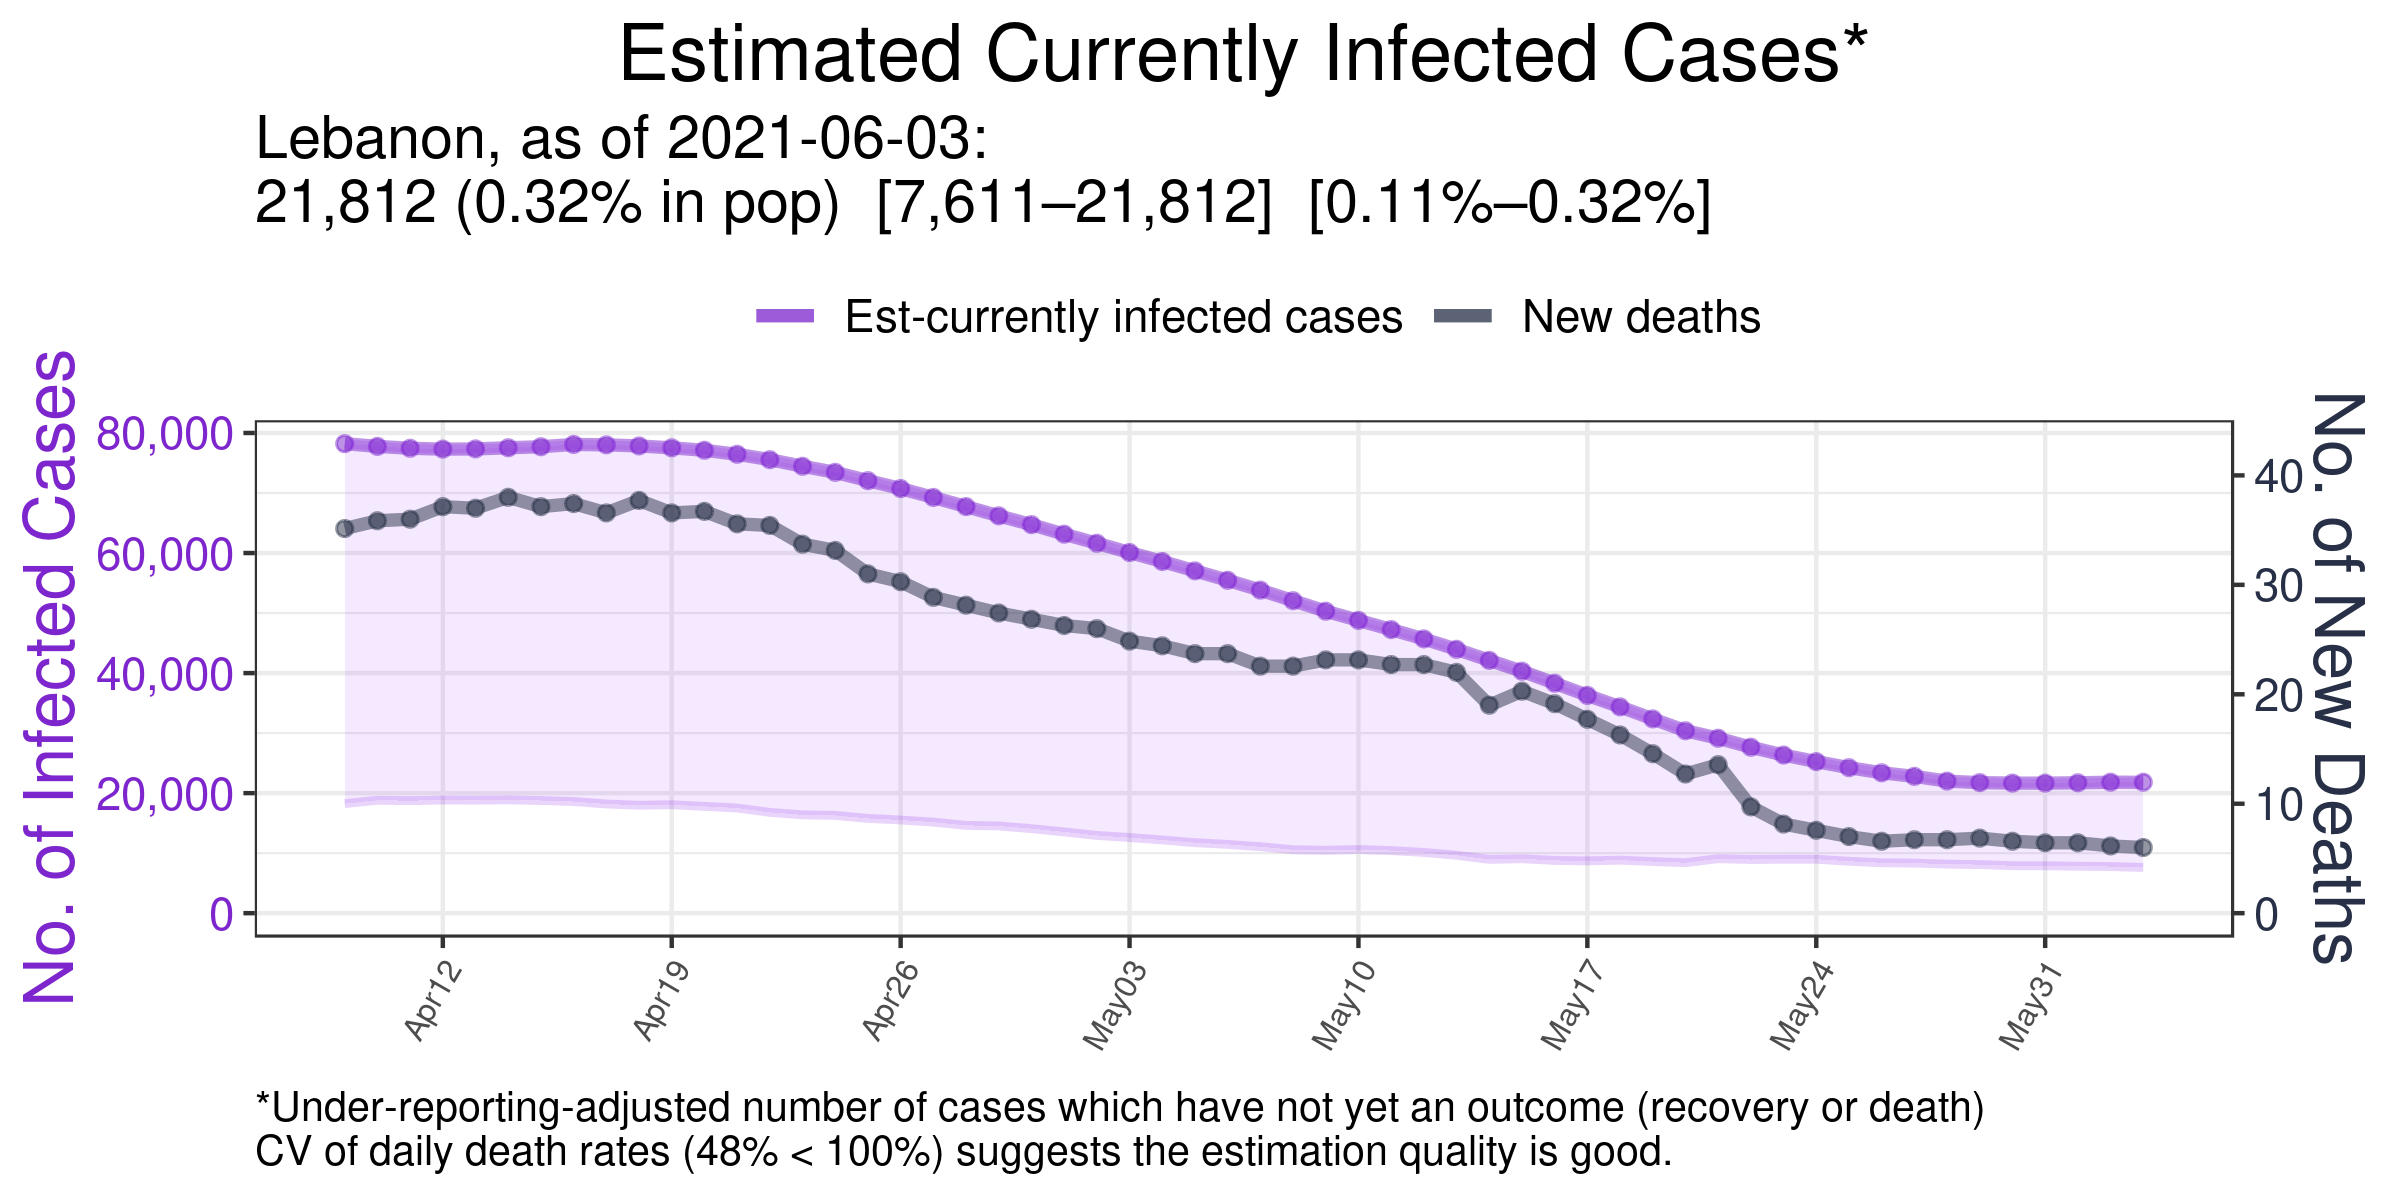 Estimated Currently Infected Cases*
Lebanon, as of 2021-06-03:
21,812 (0.32% in pop)  [7,611–21,812]  [0.11%–0.32%]
Est-currently infected cases
New deaths
No. of Infected Cases
80,000
60,000
40,000
20,000
0
No. of New Deaths
40
30
20
10
0
Apr12
Apr19
Apr26
May03
May10
May17
May24
May31
*Under-reporting-adjusted number of cases which have not yet an outcome (recovery or death)
CV of daily death rates (48% < 100%) suggests the estimation quality is good.